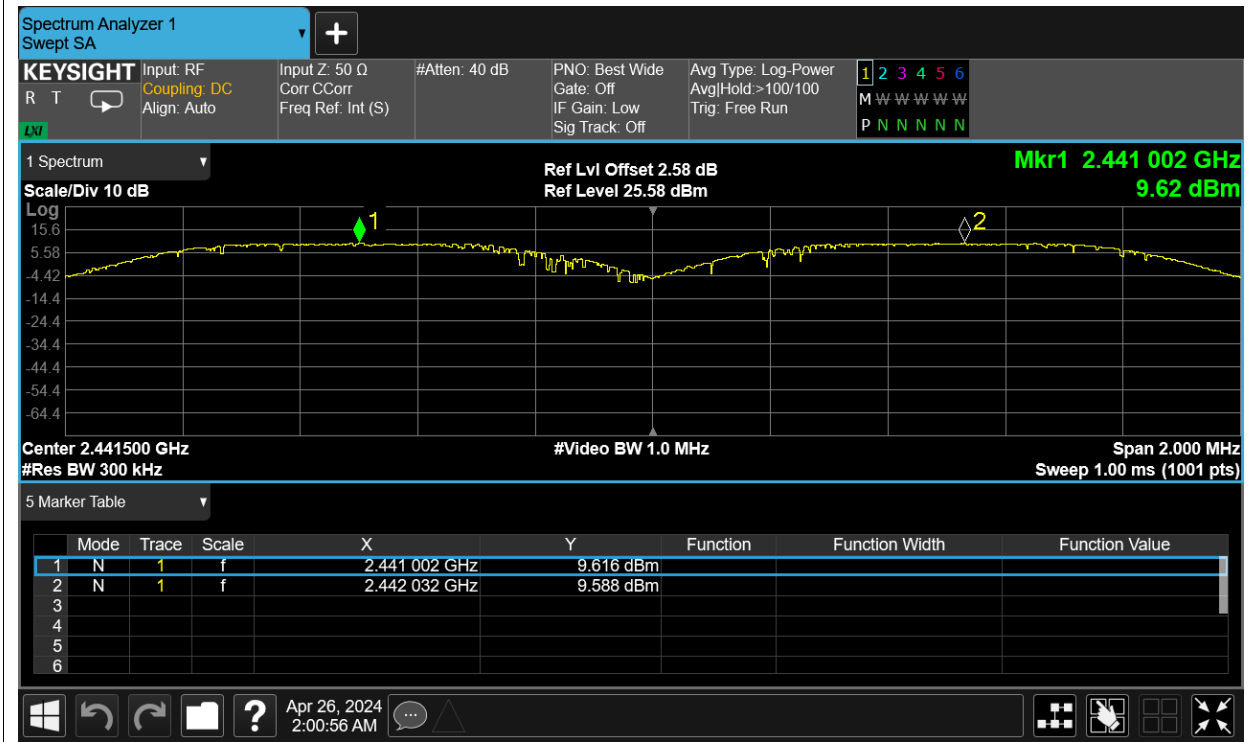 Spectrum Analyzer 1
Swept SA
+
KEYSIGHT
R T
LXI
Input: RF
Coupling: DC
Align: Auto
Input Z: 50 Ω
Corr CCorr
Freq Ref: Int (S)
#Atten: 40 dB
PNO: Best Wide
Gate: Off
IF Gain: Low
Sig Track: Off
Avg Type: Log-Power
Avg|Hold:>100/100
Trig: Free Run
1 2 3 4 5 6
M W W W W W
P N N N N N
1 Spectrum
Scale/Div 10 dB
Ref Lvl Offset 2.58 dB
Ref Level 25.58 dBm
Mkr1 2.441 002 GHz
9.62 dBm
Log
15.6
5.58
-4.42
-14.4
-24.4
-34.4
-44.4
-54.4
-64.4
1
2
Center 2.441500 GHz
#Res BW 300 kHz
#Video BW 1.0 MHz
Span 2.000 MHz
Sweep 1.00 ms (1001 pts)
5 Marker Table
Mode Trace Scale X Y Function Function Width Function Value
1 N 1 f 2.441 002 GHz 9.616 dBm
2 N 1 f 2.442 032 GHz 9.588 dBm
3
4
5
6
?
Apr 26, 2024
2:00:56 AM